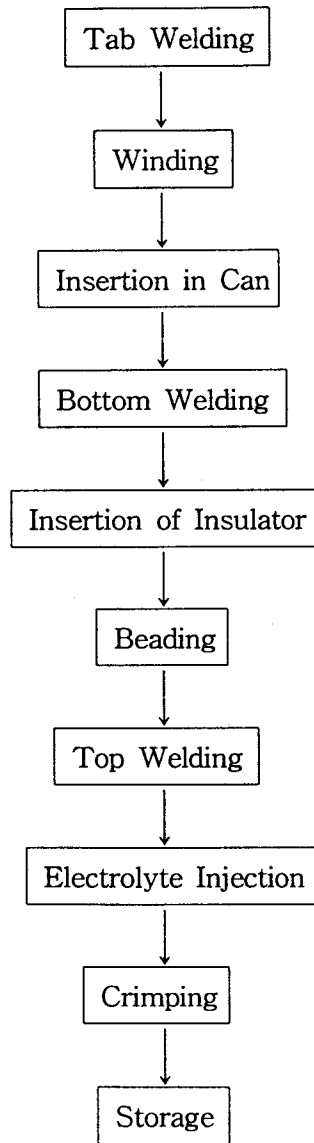 Tab Welding
Winding
Insertion in Can
Bottom Welding
Insertion of Insulator
Beading
Top Welding
Electrolyte Injection
Crimping
Storage